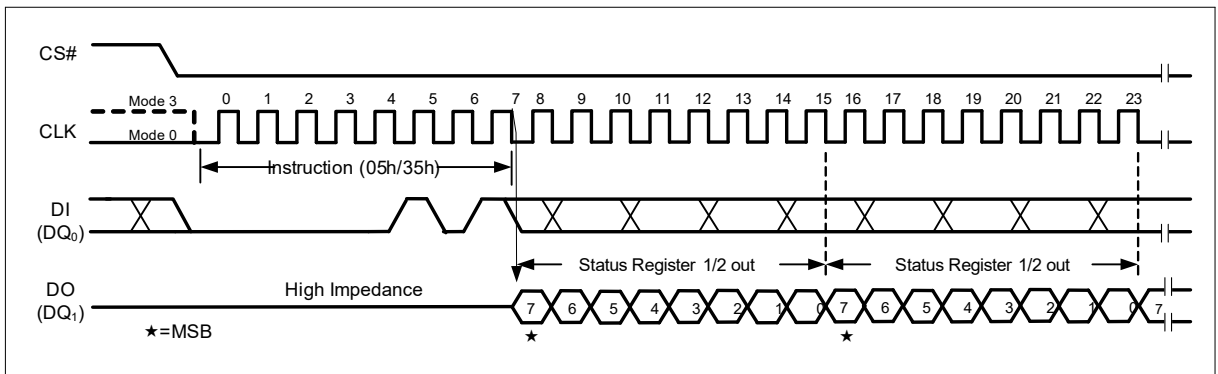 CS#
Mode 3 0 1 2 3 4 5 6 7 8 9 10 11 12 13 14 15 16 17 18 19 20 21 22 23
CLK Mode 0
Instruction (05h/35h)
DI
(DQ0)
Status Register 1/2 out Status Register 1/2 out
DO High Impedance
(DQ1) 7 6 5 4 3 2 1 0 7 6 5 4 3 2 1 0 7
★=MSB ★ ★